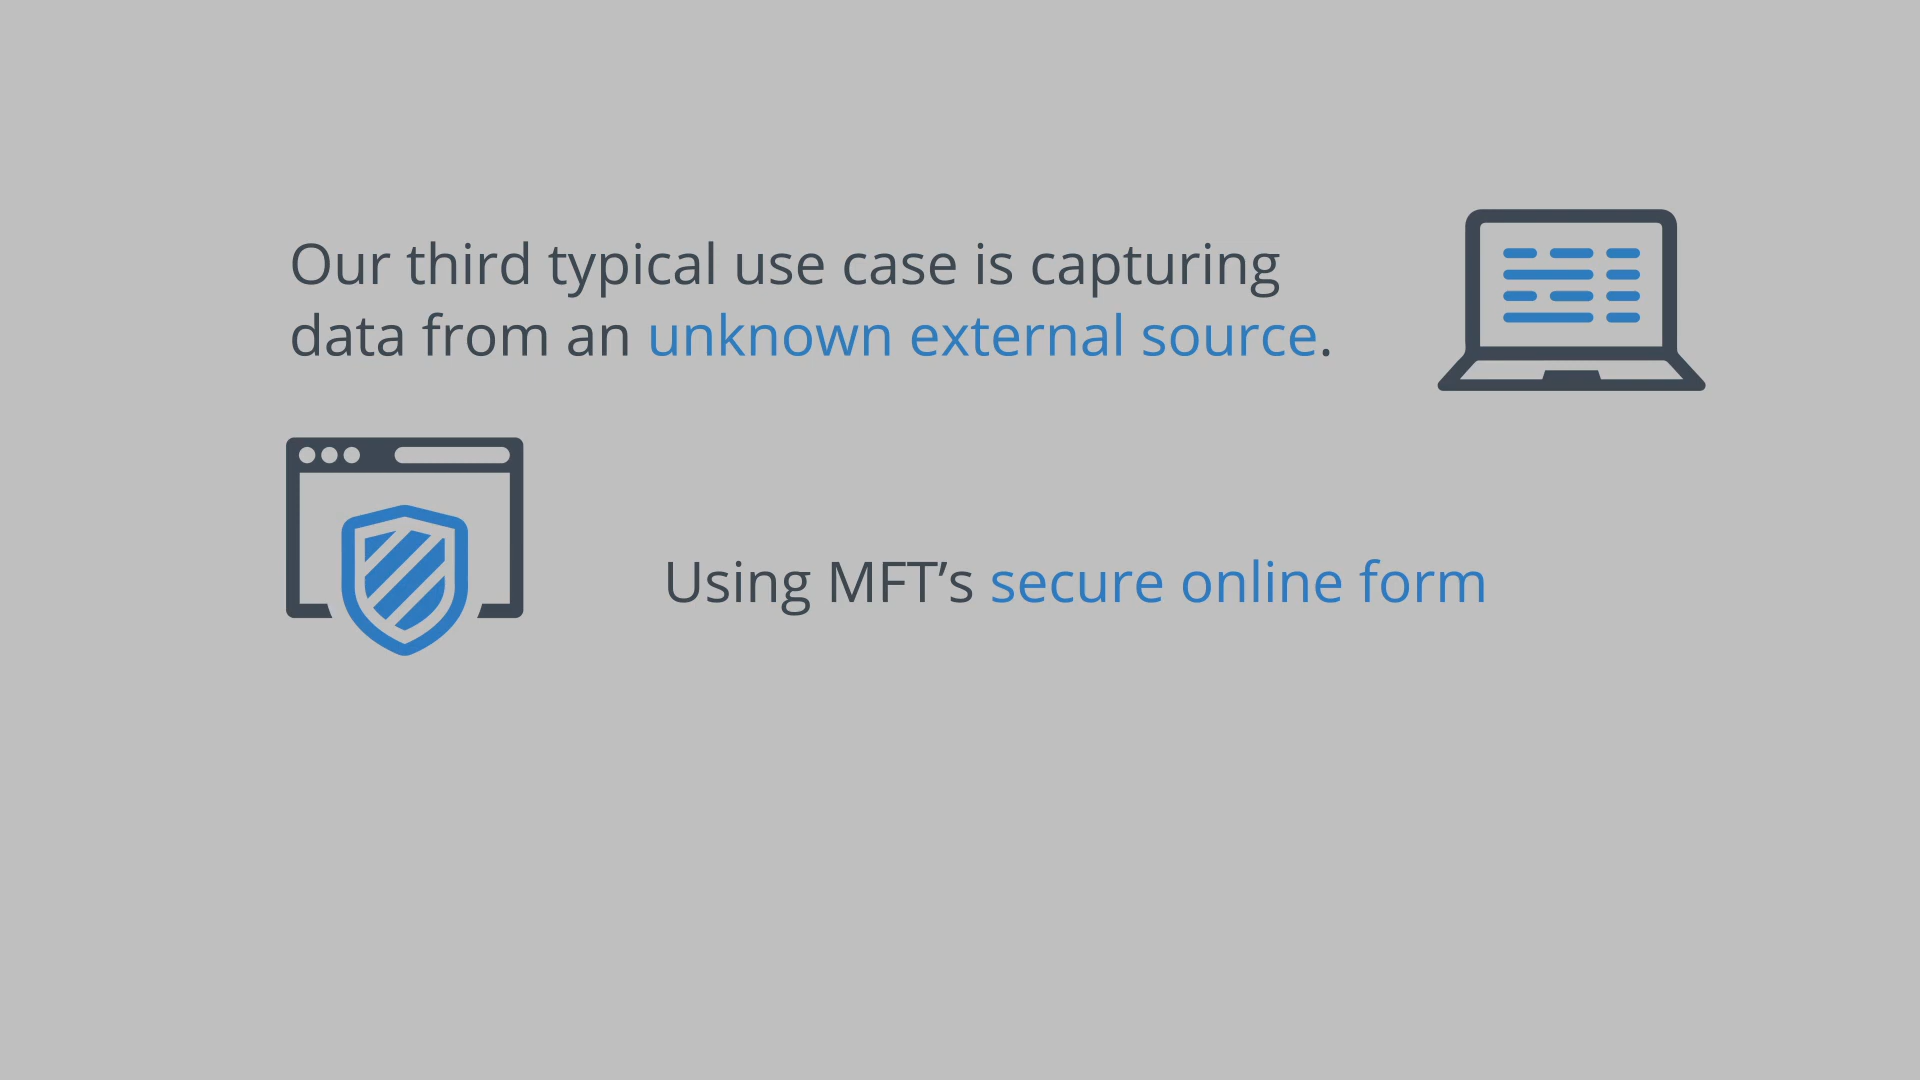 Our third typical use case is capturing
data from an unknown external source.
Using MFT’s secure online form